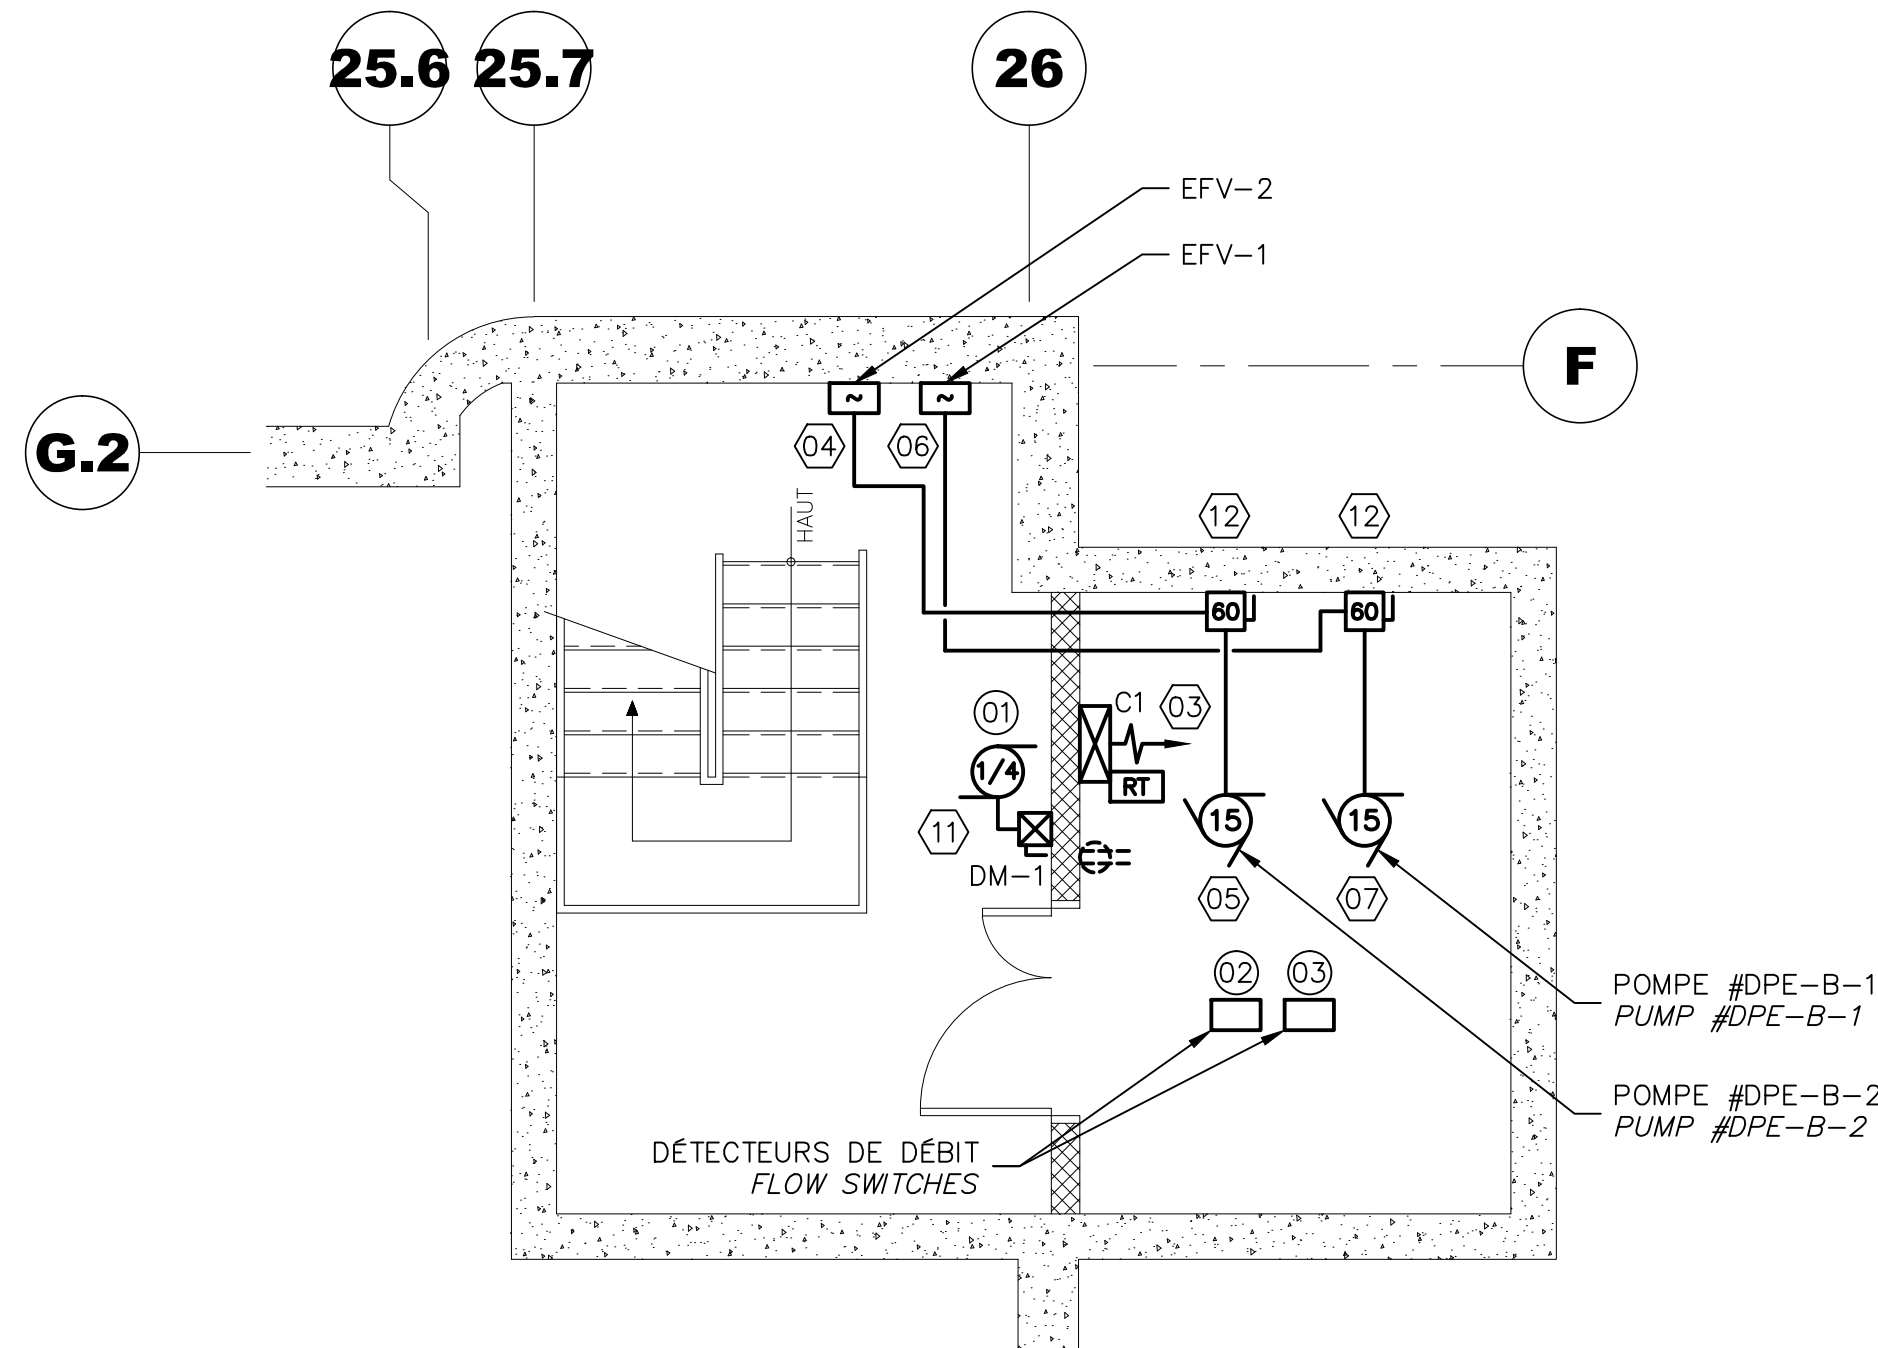 25.6
25.7
26
EFV-2
EFV-1
F
G.2
~
~
04
06
HAUT
12
12
60
60
C1
03
01
1/4
RT
15
15
11
DM-1
05
07
02
03
POMPE #DPE-B-1
PUMP #DPE-B-1
POMPE #DPE-B-2
PUMP #DPE-B-2
DÉTECTEURS DE DÉBIT
FLOW SWITCHES